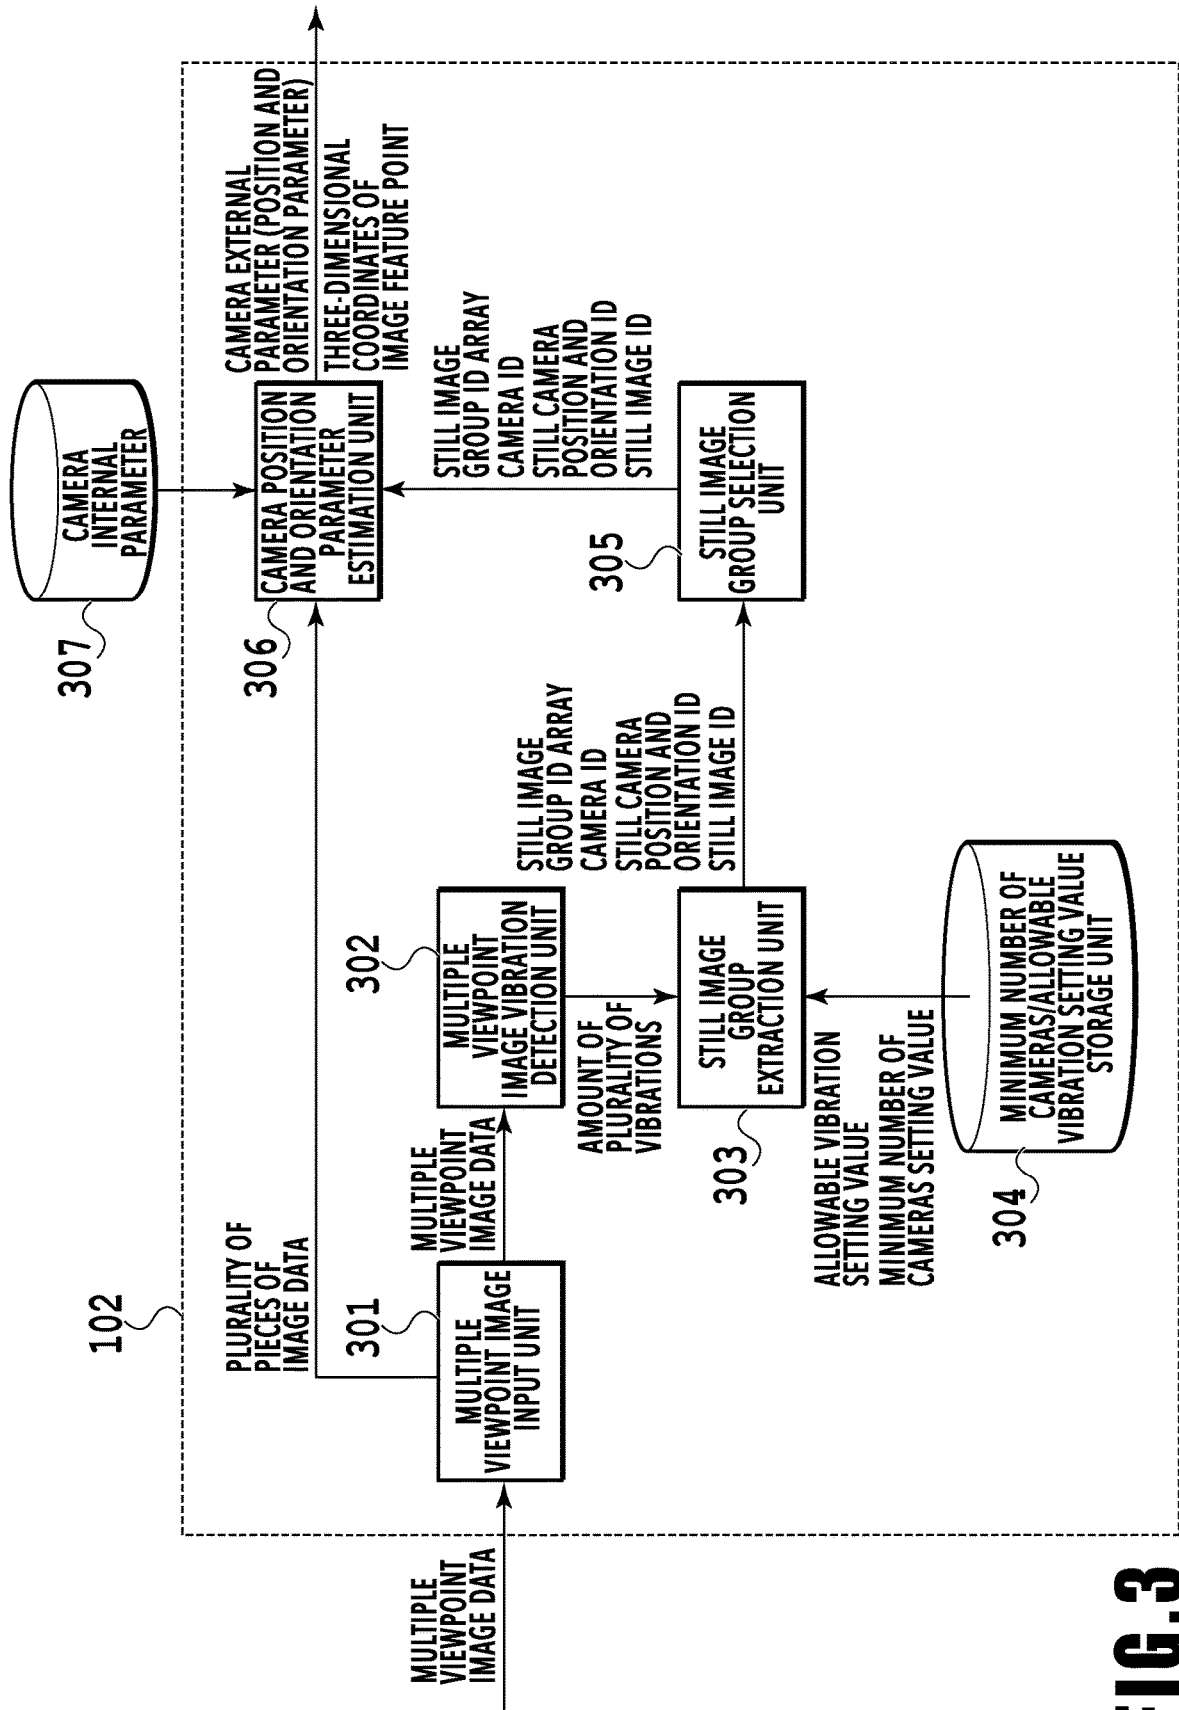 MULTIPLE
VIEWPOINT
IMAGE DATA
102
PLURALITY OF
PIECES OF
IMAGE DATA
301
MULTIPLE
VIEWPOINT IMAGE
INPUT UNIT
MULTIPLE
VIEWPOINT
IMAGE DATA
302
MULTIPLE
VIEWPOINT
IMAGE VIBRATION
DETECTION UNIT
AMOUNT OF
PLURALITY OF
VIBRATIONS
303
STILL IMAGE
GROUP
EXTRACTION UNIT
ALLOWABLE VIBRATION
SETTING VALUE
MINIMUM NUMBER OF
CAMERAS SETTING VALUE
304
MINIMUM NUMBER OF
CAMERAS/ALLOWABLE
VIBRATION SETTING VALUE
STORAGE UNIT
STILL IMAGE
GROUP ID ARRAY
CAMERA ID
STILL CAMERA
POSITION AND
ORIENTATION ID
STILL IMAGE ID
305
STILL IMAGE
GROUP SELECTION
UNIT
STILL IMAGE
GROUP ID ARRAY
CAMERA ID
STILL CAMERA
POSITION AND
ORIENTATION ID
STILL IMAGE ID
307
CAMERA
INTERNAL
PARAMETER
306
CAMERA POSITION
AND ORIENTATION
PARAMETER
ESTIMATION UNIT
CAMERA EXTERNAL
PARAMETER (POSITION AND
ORIENTATION PARAMETER)
THREE-DIMENSIONAL
COORDINATES OF
IMAGE FEATURE POINT
FIG.3